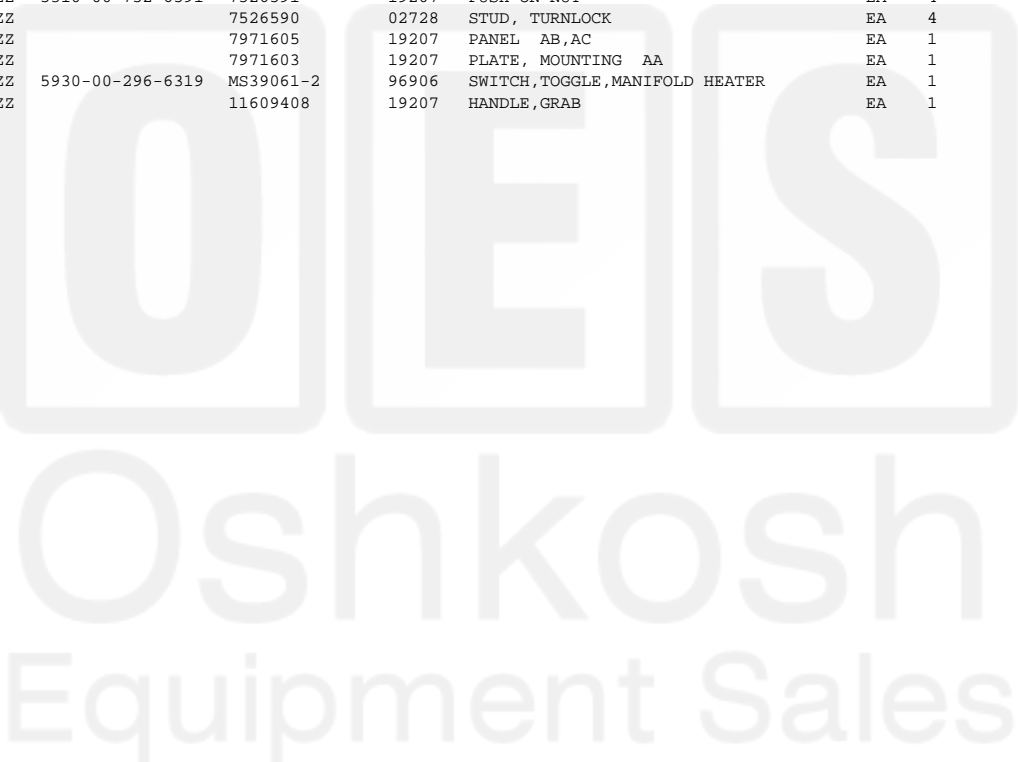 7526590 02728 STUD, TURNLOCK EA 4
ZZ 7971605 19207 PANEL AB,AC EA 1
ZZ 7971603 19207 PLATE, MOUNTING AA EA 1
ZZ 5930-00-296-6319 MS39061-2 96906 SWITCH,TOGGLE,MANIFOLD HEATER EA 1
ZZ 11609408 19207 HANDLE,GRAB EA 1
OES
Oshkosh
Equipment Sales